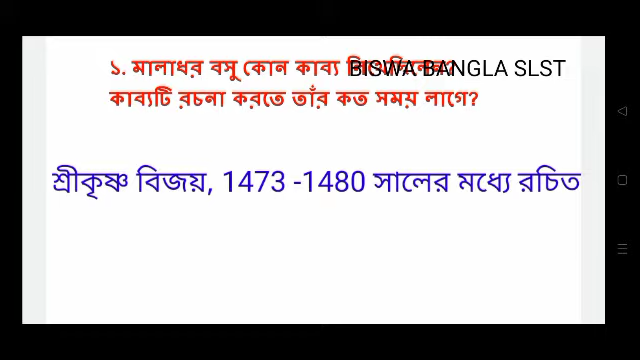 ১. মালাধর বসু কোন কাব্য
BISWA BANGLA SLST
কাব্যটি রচনা করতে তাঁর কত সময় লাগে?
শ্রীকৃষ্ণ বিজয়, 1473 -1480 সালের মধ্যে রচিত